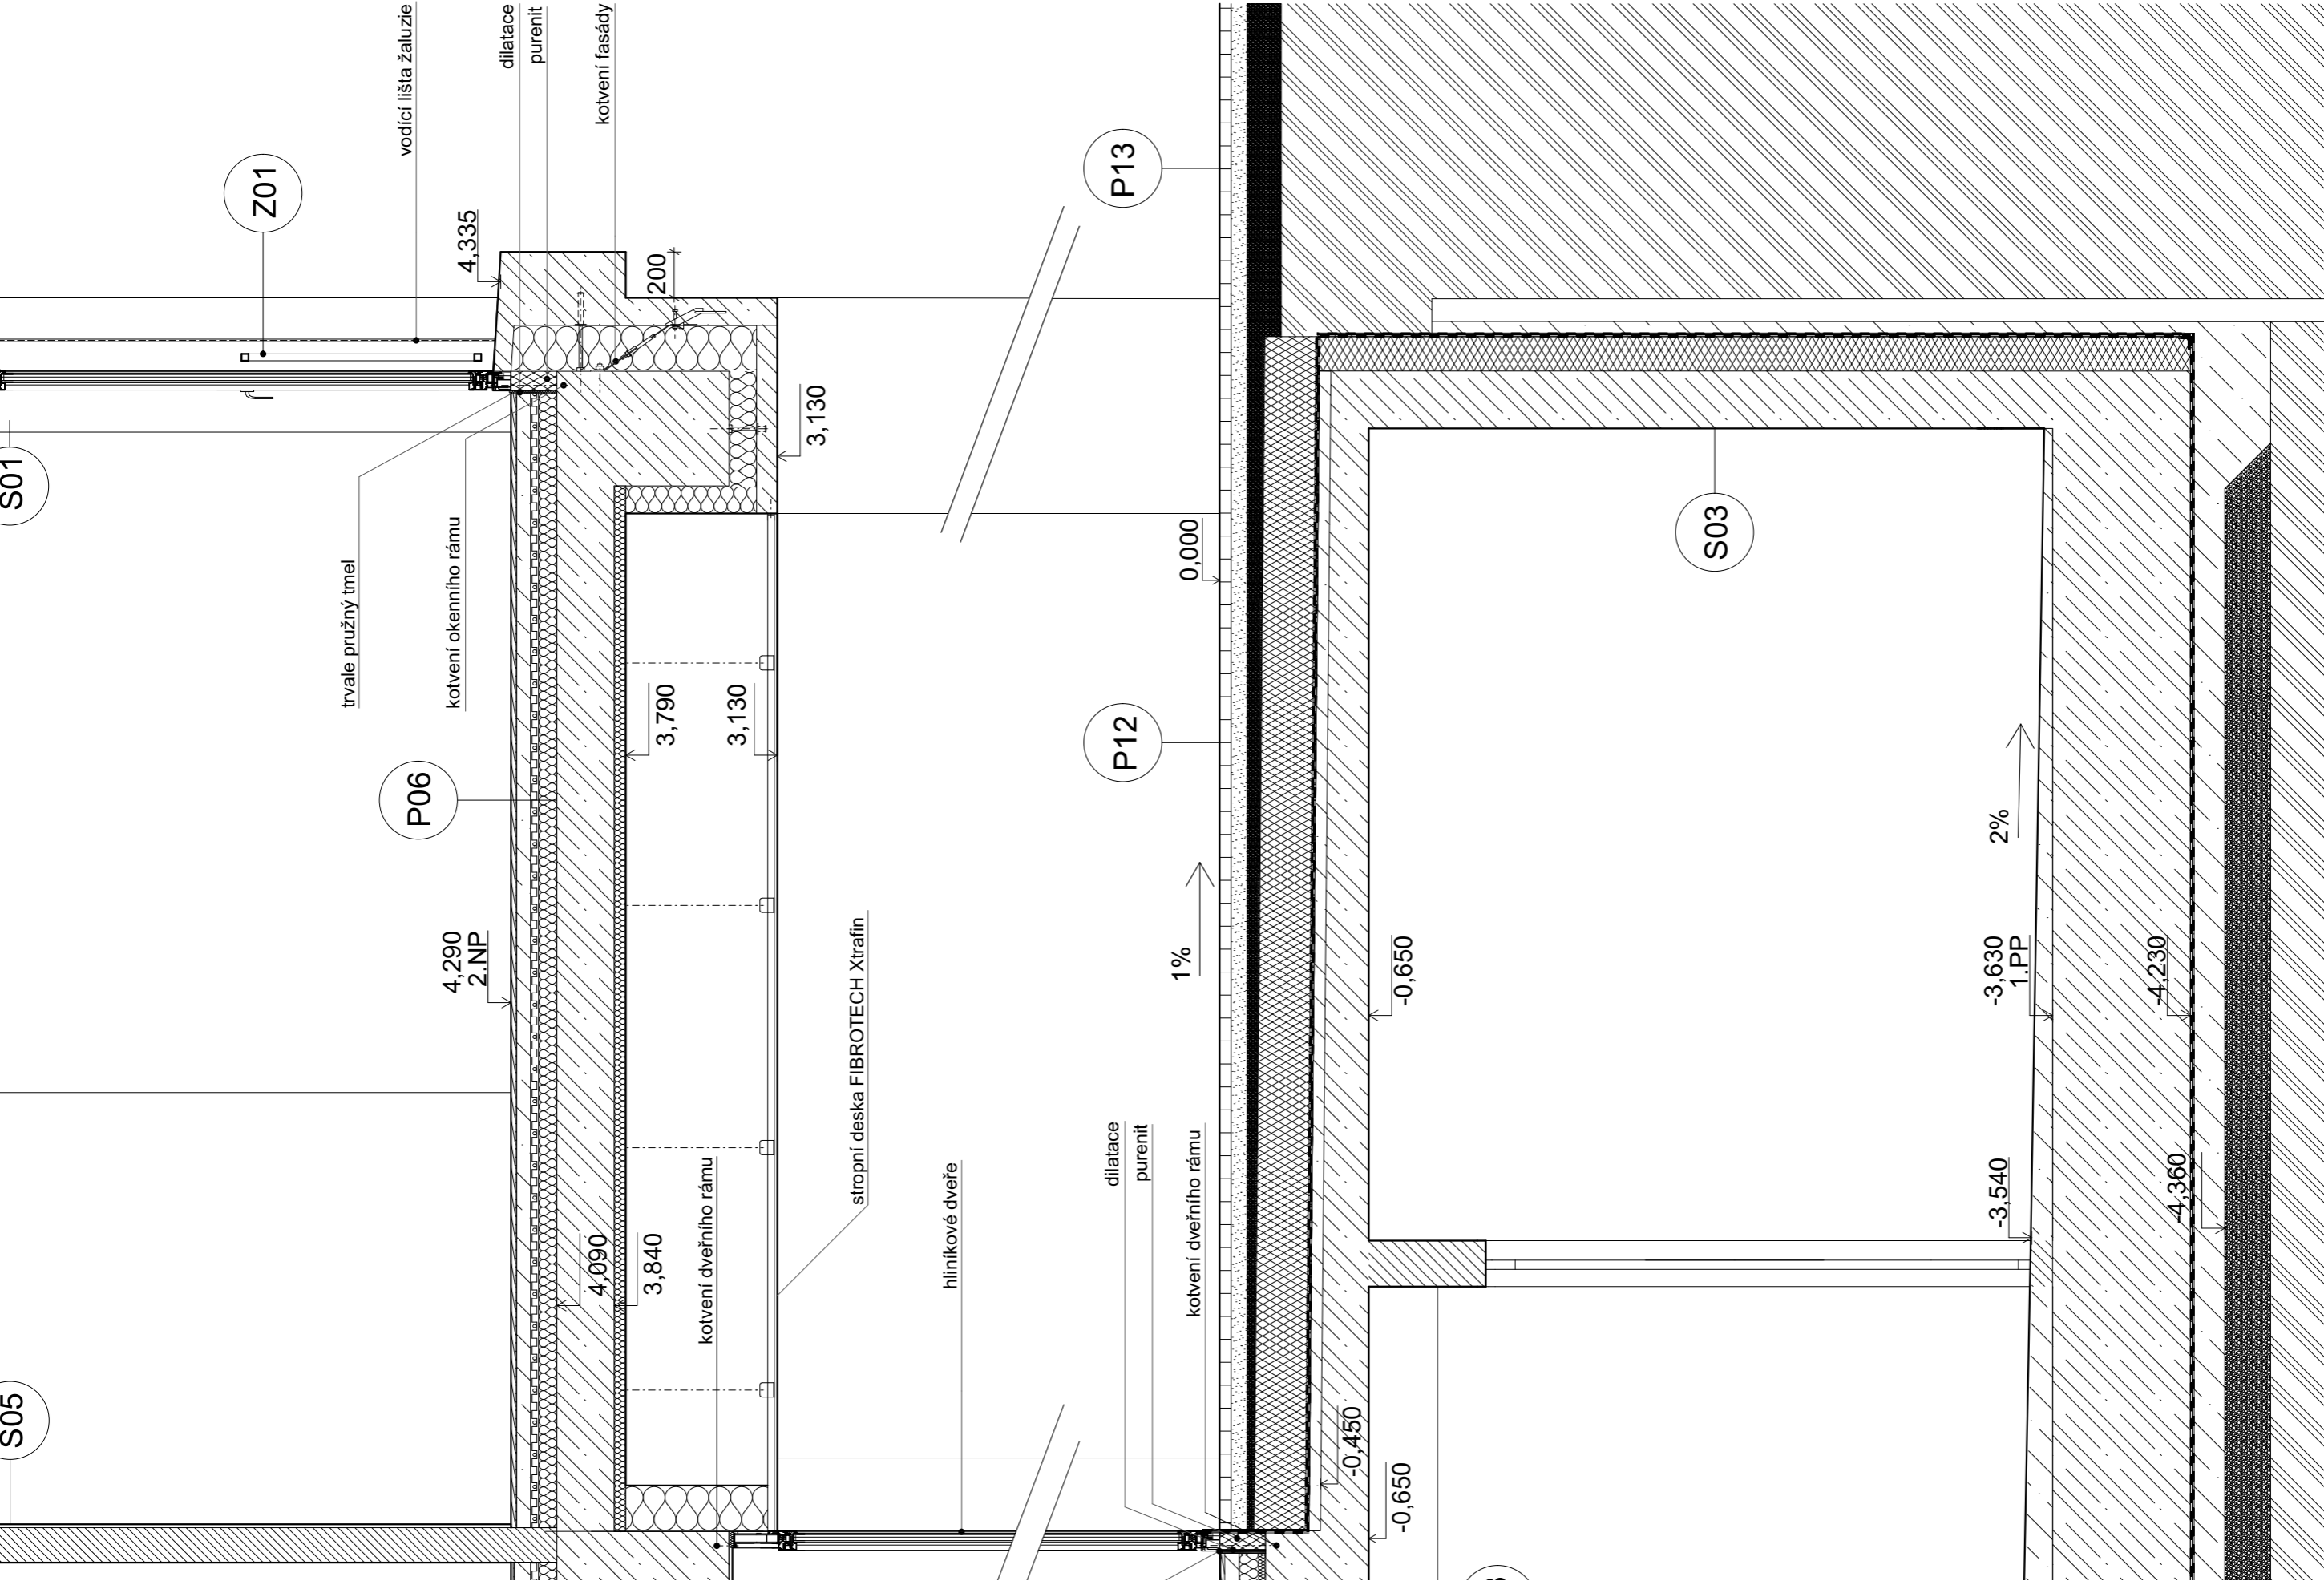 vodící lišta žaluzie
dilatace
purenit
kotvení fasády
Z01
P13
4,335
200
3,130
S01
trvale pružný tmel
kotvení okenního rámu
0,000
S03
3,790
3,130
P12
P06
2%
4,290
2.NP
stropní deska FIBROTECH Xtrafin
1%
-0,650
-3,630
1.PP
-4,230
4,090
3,840
kotvení dveřního rámu
hliníkové dveře
dilatace
purenit
kotvení dveřního rámu
-3,540
-4,360
S05
-0,450
-0,650